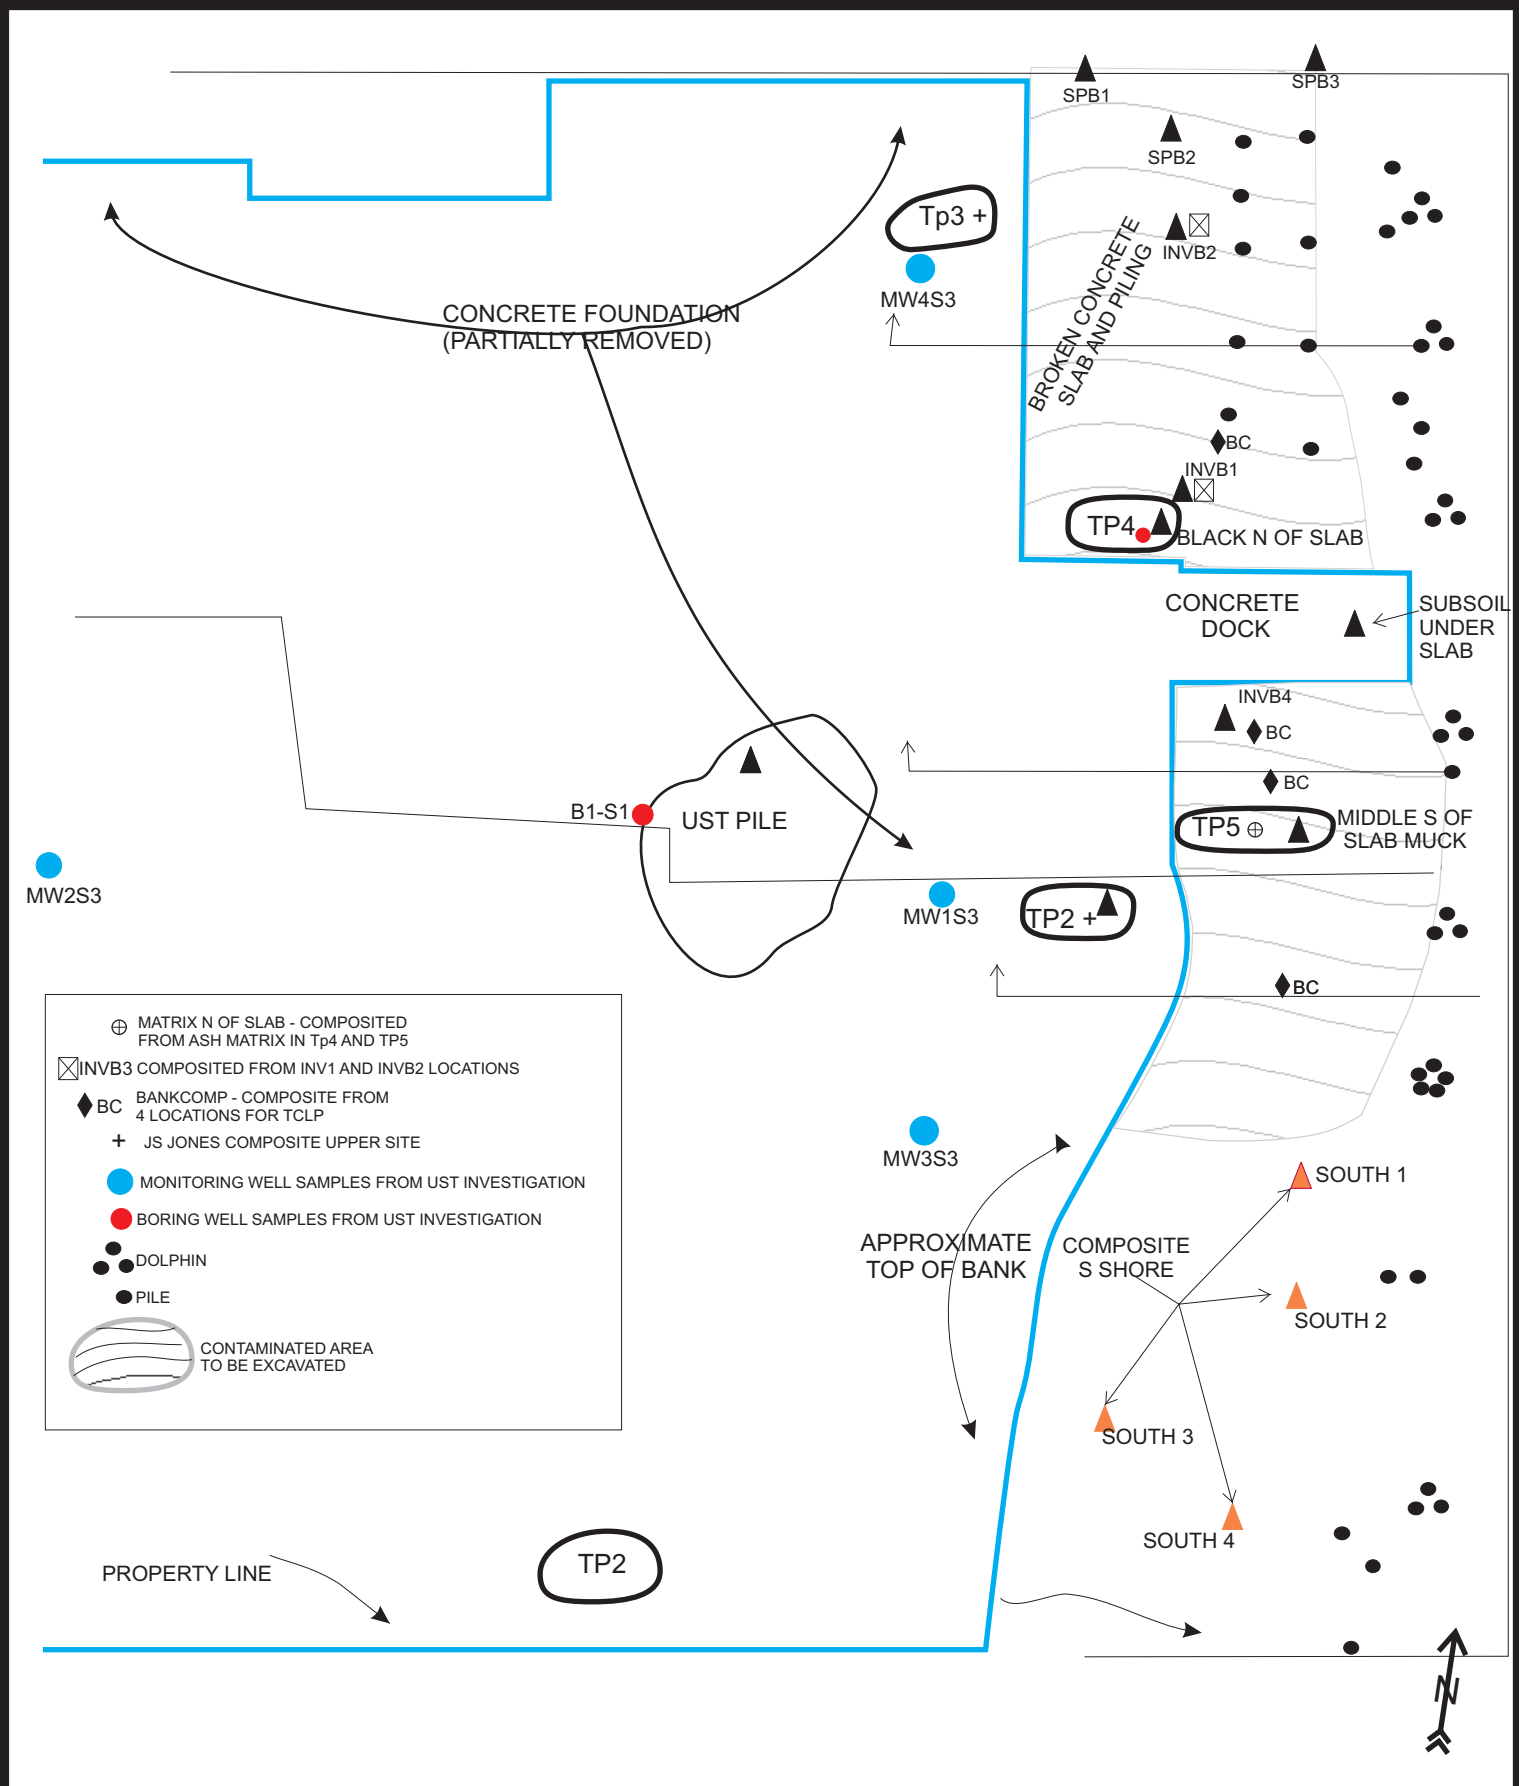 SPB1
SPB3
SPB2
Tp3 +
INVB2
MW4S3
CONCRETE FOUNDATION
(PARTIALLY REMOVED)
BROKEN CONCRETE
SLAB AND PILING
BC
INVB1
TP4
BLACK N OF SLAB
CONCRETE
DOCK
SUBSOIL
UNDER
SLAB
INVB4
BC
BC
B1-S1
UST PILE
TP5
MIDDLE S OF
SLAB MUCK
MW2S3
MW1S3
TP2 +
BC
MATRIX N OF SLAB - COMPOSITED
FROM ASH MATRIX IN Tp4 AND TP5
INVB3 COMPOSITED FROM INV1 AND INVB2 LOCATIONS
BC BANKCOMP - COMPOSITE FROM
4 LOCATIONS FOR TCLP
+ JS JONES COMPOSITE UPPER SITE
MONITORING WELL SAMPLES FROM UST INVESTIGATION
BORING WELL SAMPLES FROM UST INVESTIGATION
DOLPHIN
PILE
CONTAMINATED AREA
TO BE EXCAVATED
MW3S3
SOUTH 1
APPROXIMATE
TOP OF BANK
COMPOSITE
S SHORE
SOUTH 2
SOUTH 3
SOUTH 4
PROPERTY LINE
TP2
N